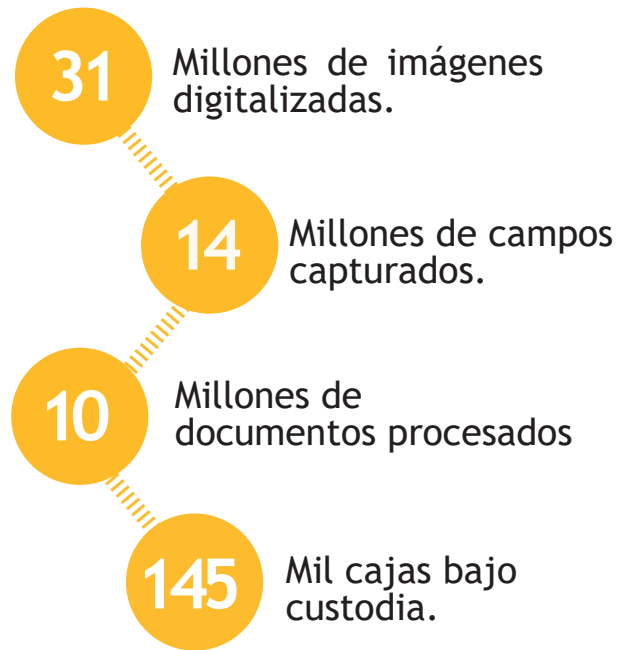 31
Millones de imágenes
digitalizadas.
14
Millones de campos
capturados.
10
Millones de
documentos procesados
145
Mil cajas bajo
custodia.